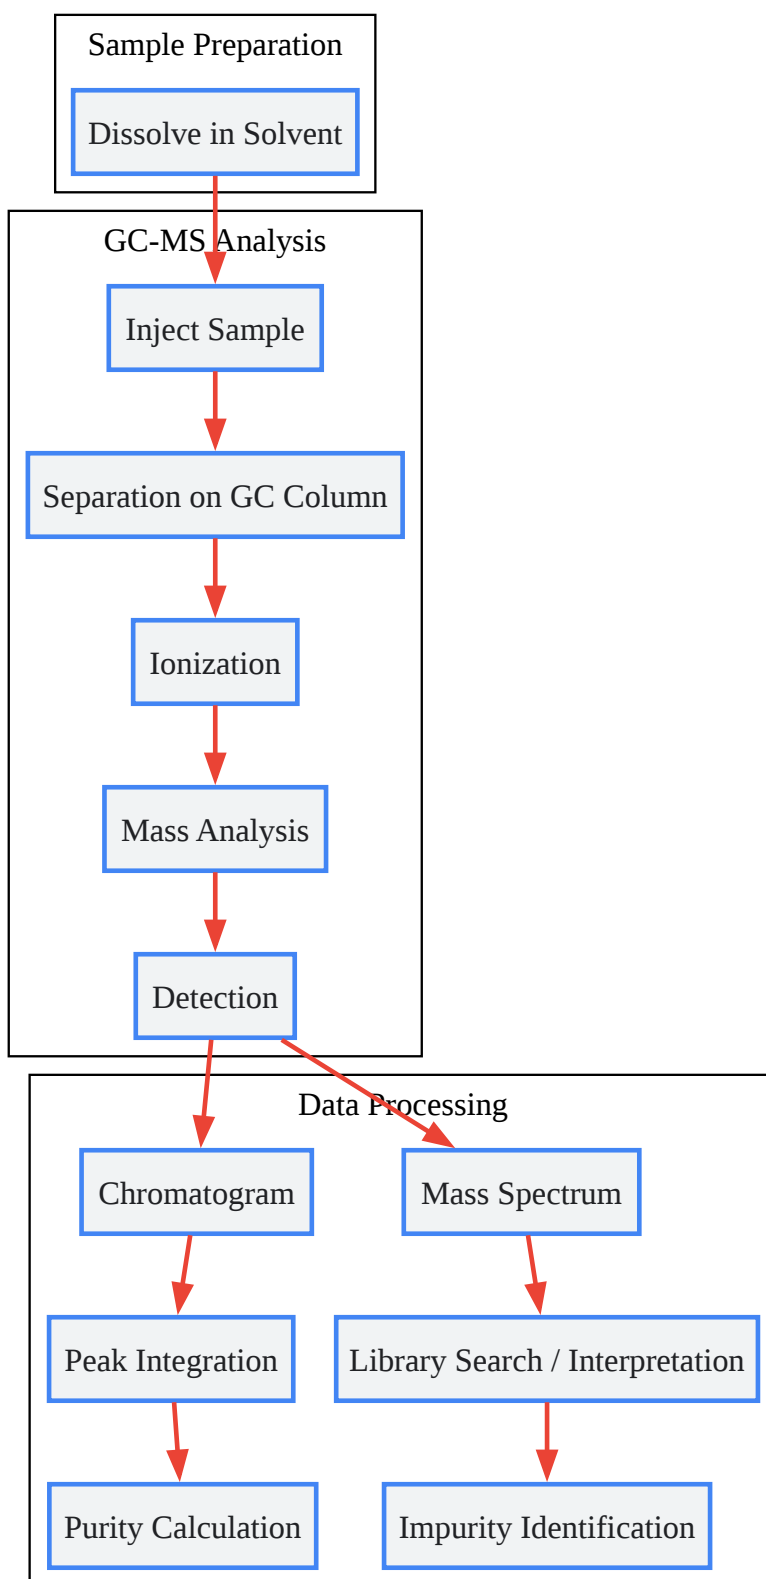 Sample Preparation
Dissolve in Solvent
GC-MS Analysis
Inject Sample
Separation on GC Column
Ionization
Mass Analysis
Detection
Data Processing
Chromatogram
Mass Spectrum
Peak Integration
Library Search / Interpretation
Purity Calculation
Impurity Identification